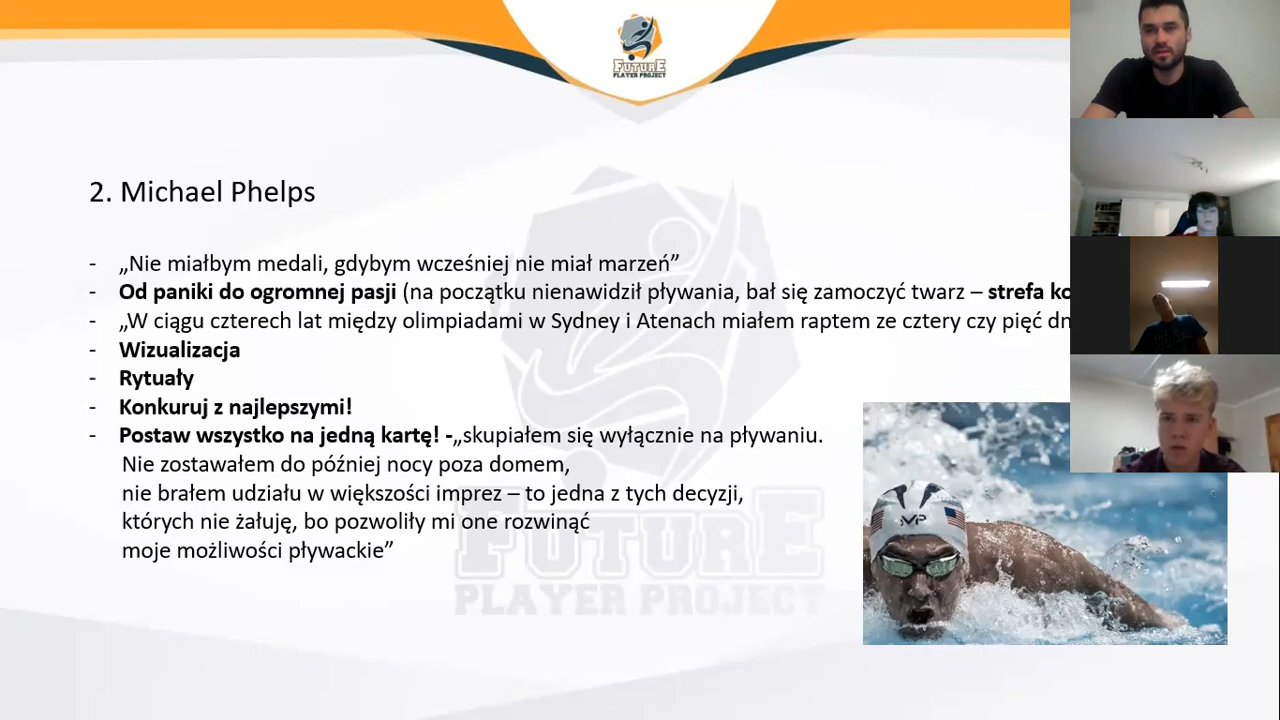 FUTURE
PLAYER PROJECT
2. Michael Phelps
- „Nie miałbym medali, gdybym wcześniej nie miał marzeń”
- Od paniki do ogromnej pasji (na początku nienawidził pływania, bał się zamoczyć twarz – strefa
- „W ciągu czterech lat między olimpiadami w Sydney i Atenach miałem raptem ze cztery czy pięć
- Wizualizacja
- Rytuały
- Konkuruj z najlepszymi!
- Postaw wszystko na jedną kartę! -„skupiałem się wyłącznie na pływaniu.
Nie zostawałem do później nocy poza domem,
nie brałem udziału w większości imprez – to jedna z tych decyzji,
których nie żałuję, bo pozwoliły mi one rozwinąć
moje możliwości pływackie”
FUTURE
PLAYER PROJECT
MP